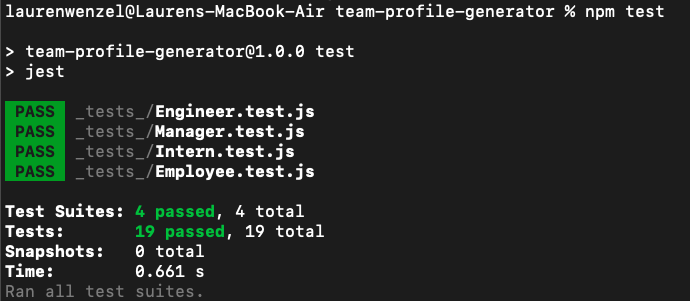 laurenwenzel@Laurens-MacBook-Air team-profile-generator % npm test
> team-profile-generator@1.0.0 test
> jest
PASS _tests_/Engineer.test.js
PASS _tests_/Manager.test.js
PASS _tests_/Intern.test.js
PASS _tests_/Employee.test.js
Test Suites: 4 passed, 4 total
Tests: 19 passed, 19 total
Snapshots: 0 total
Time: 0.661 s
Ran all test suites.